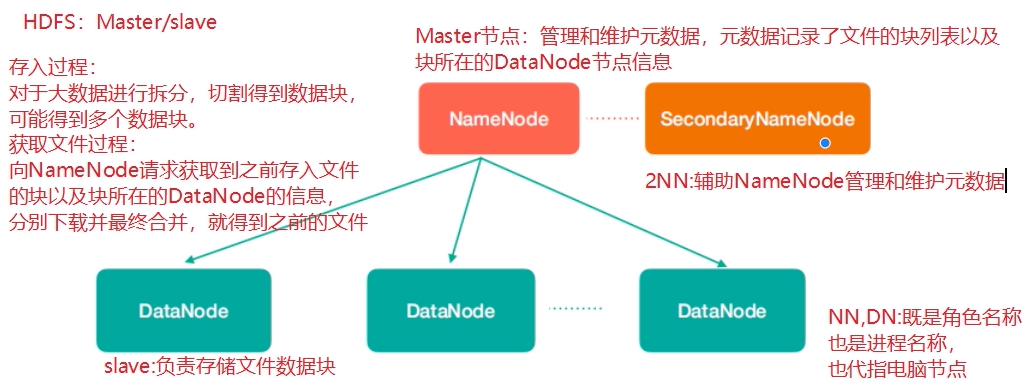 HDFS：Master/slave
存入过程：
对于大数据进行拆分，切割得到数据块，
可能得到多个数据块。
获取文件过程：
向NameNode请求获取到之前存入文件
的块以及块所在的DataNode的信息，
分别下载并最终合并，就得到之前的文件
Master节点：管理和维护元数据，元数据记录了文件的块列表以及
块所在的DataNode节点信息
NameNode
SecondaryNameNode
2NN:辅助NameNode管理和维护元数据
DataNode
DataNode
DataNode
slave:负责存储文件数据块
NN,DN:既是角色名称
也是进程名称，
也代指电脑节点